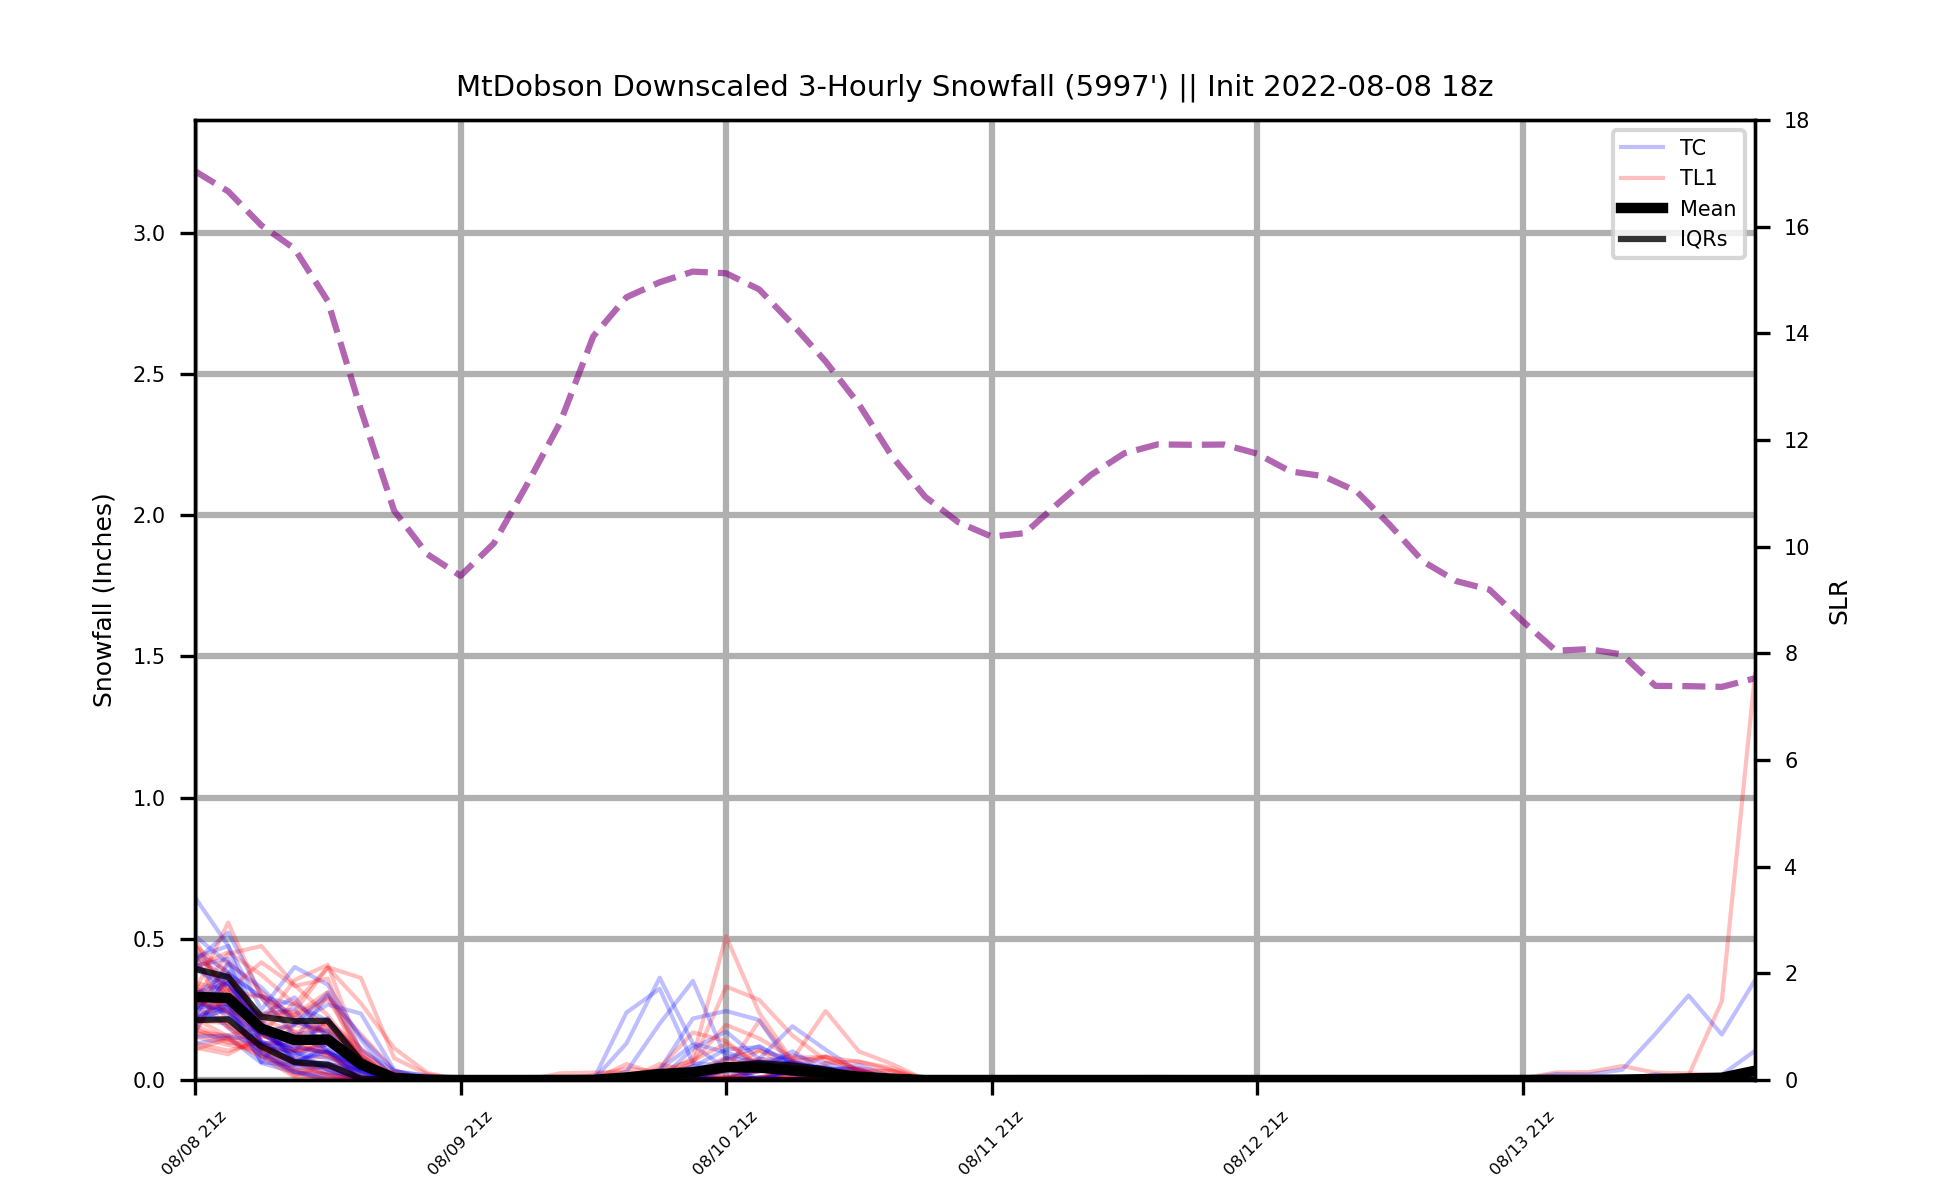 MtDobson Downscaled 3-Hourly Snowfall (5997') || Init 2022-08-08 18z
TC
TL1
Mean
IQRs
Snowfall (Inches)
3.0
2.5
2.0
1.5
1.0
0.5
0.0
18
16
14
12
10
8
6
4
2
0
SLR
08/08 21z
08/09 21z
08/10 21z
08/11 21z
08/12 21z
08/13 21z